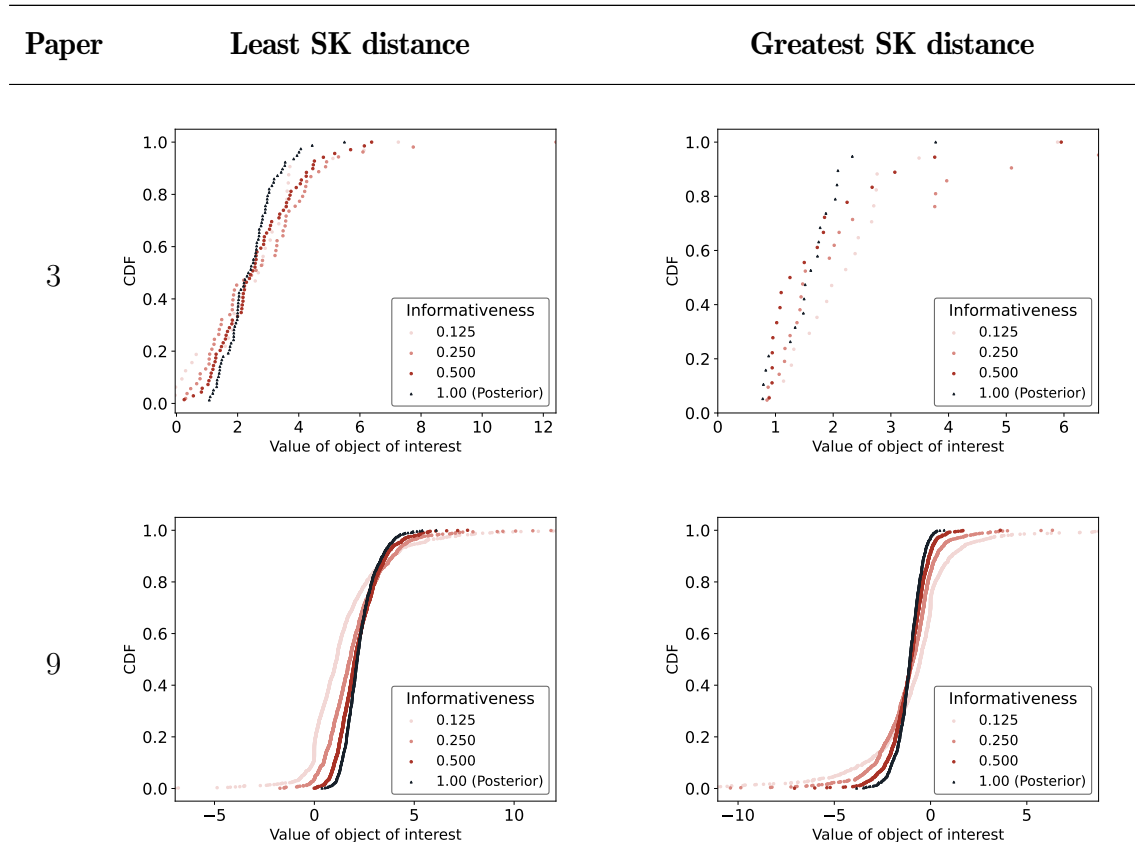 Paper Least SK distance Greatest SK distance
3
1.0
0.8
0.6
0.4
0.2
0.0
CDF
0 2 4 6 8 10 12
Value of object of interest
Informativeness
0.125
0.250
0.500
1.00 (Posterior)
1.0
0.8
0.6
0.4
0.2
0.0
CDF
0 1 2 3 4 5 6
Value of object of interest
Informativeness
0.125
0.250
0.500
1.00 (Posterior)
9
1.0
0.8
0.6
0.4
0.2
0.0
CDF
−5 0 5 10
Value of object of interest
Informativeness
0.125
0.250
0.500
1.00 (Posterior)
1.0
0.8
0.6
0.4
0.2
0.0
CDF
−10 −5 0 5
Value of object of interest
Informativeness
0.125
0.250
0.500
1.00 (Posterior)